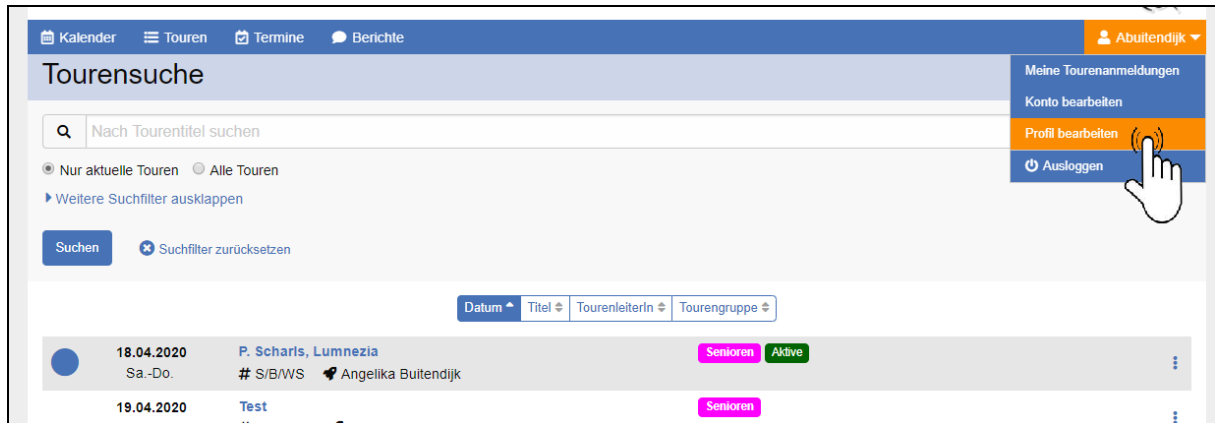 Kalender Touren Termine Berichte Abuitendijk
Tourensuche
Meine Tourenanmeldungen
Konto bearbeiten
Profil bearbeiten
Ausloggen
Nach Tourentitel suchen
Nur aktuelle Touren Alle Touren
Weitere Suchfilter ausklappen
Suchen Suchfilter zurücksetzen
Datum Titel TourenleiterIn Tourengruppe
18.04.2020 P. Scharls, Lumnezia Senioren Aktive
Sa.-Do. # S/B/WS Angelika Buitendijk
19.04.2020 Test Senioren